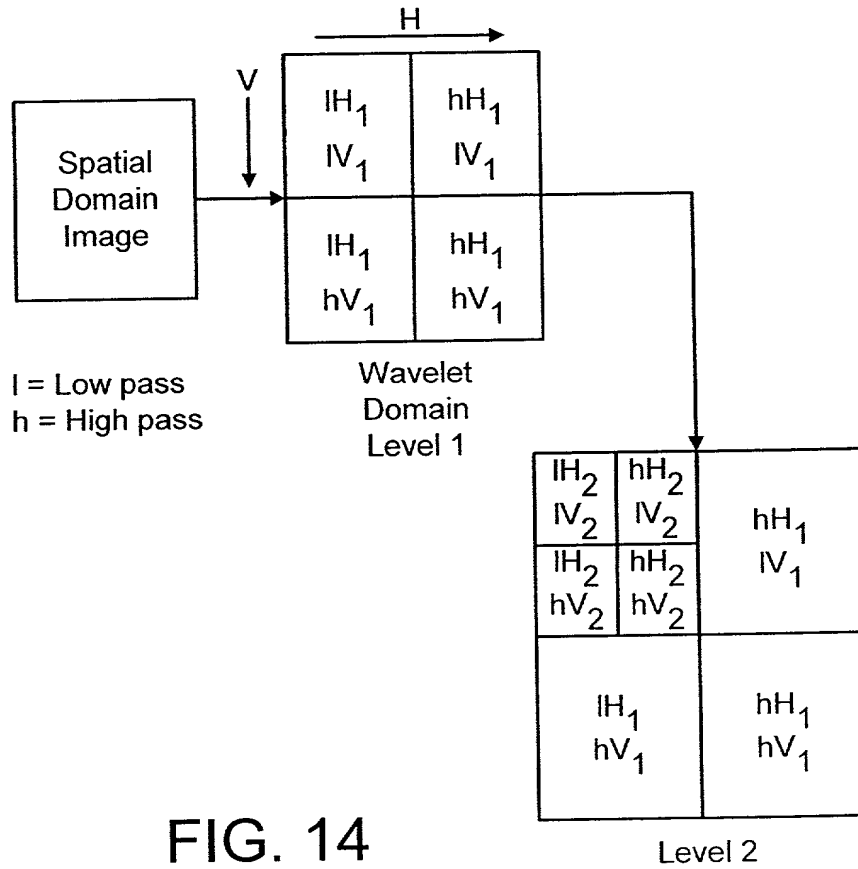 H
V
Spatial
Domain
Image
lH₁
lV₁
hH₁
lV₁
lH₁
hV₁
hH₁
hV₁
l = Low pass
h = High pass
Wavelet
Domain
Level 1
lH₂
lV₂
hH₂
lV₂
lH₂
hV₂
hH₂
hV₂
hH₁
lV₁
lH₁
hV₁
hH₁
hV₁
FIG. 14
Level 2